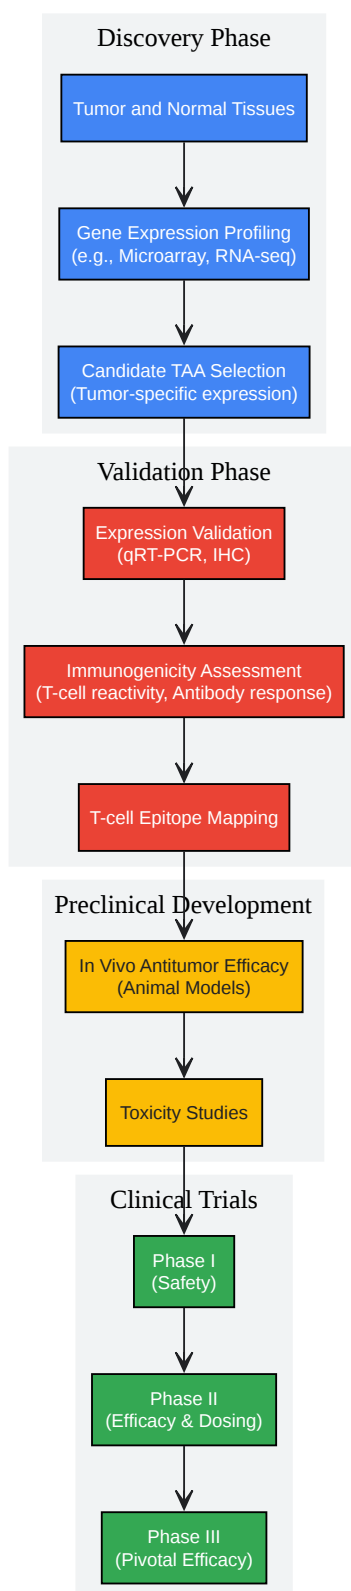 Discovery Phase
Tumor and Normal Tissues
Gene Expression Profiling
(e.g., Microarray, RNA-seq)
Candidate TAA Selection
(Tumor-specific expression)
Validation Phase
Expression Validation
(qRT-PCR, IHC)
Immunogenicity Assessment
(T-cell reactivity, Antibody response)
T-cell Epitope Mapping
Preclinical Development
In Vivo Antitumor Efficacy
(Animal Models)
Toxicity Studies
Clinical Trials
Phase I
(Safety)
Phase II
(Efficacy & Dosing)
Phase III
(Pivotal Efficacy)